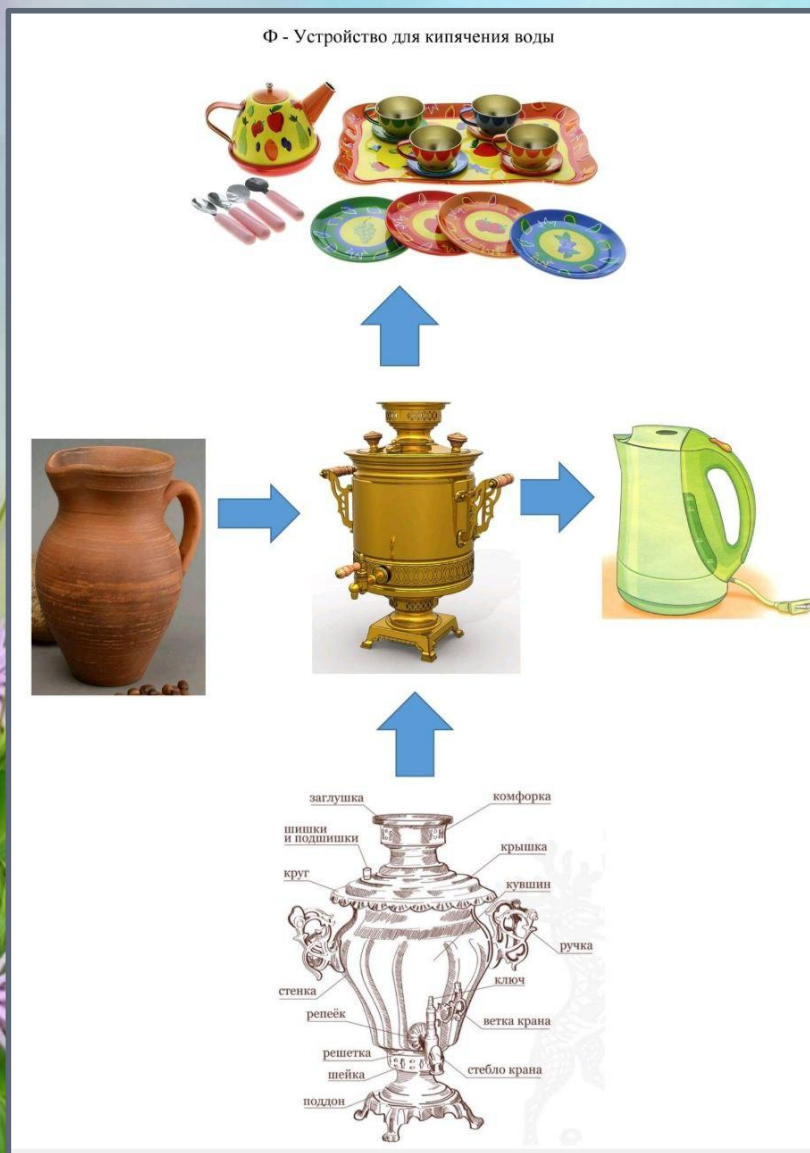 Ф - Устройство для кипячения воды
заглушка
комфорка
шишки
и подшишки
крышка
круг
кувшин
ручка
стенка
ключ
репеёк
ветка крана
решетка
шейка
стебло крана
поддон